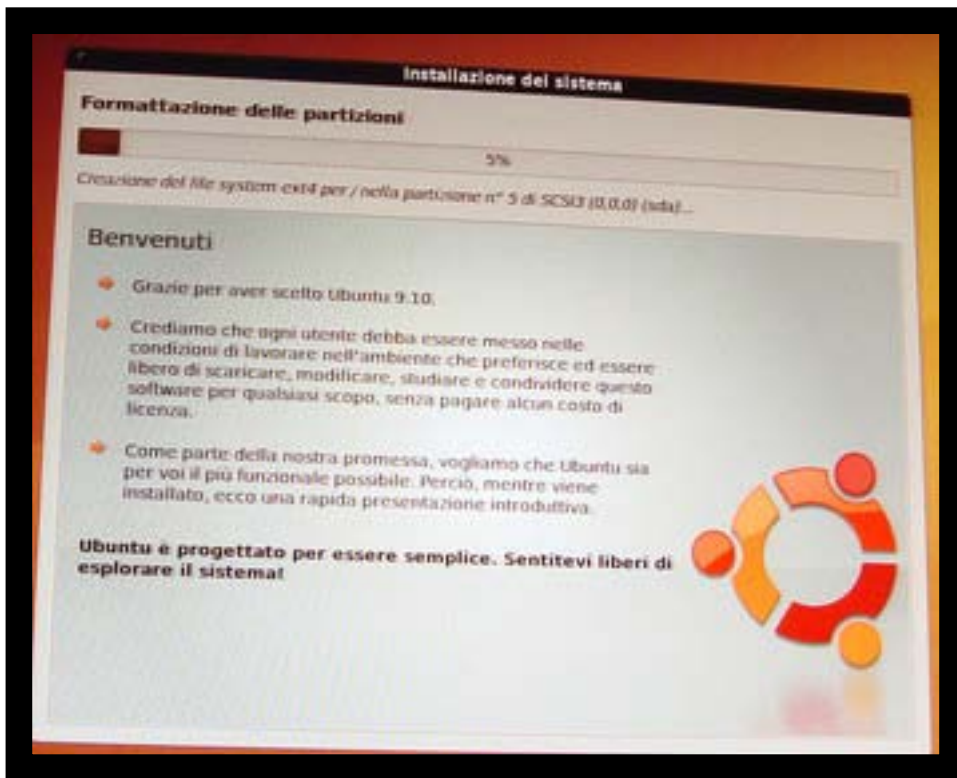 Installazione del sistema
Formattazione delle partizioni
5%
Creazione del file system ext4 per / nella partizione n° 5 di SCSI3 (0,0,0) (sda)...
Benvenuti
Grazie per aver scelto Ubuntu 9.10.
Crediamo che ogni utente debba essere messo nelle
condizioni di lavorare nell'ambiente che preferisce ed essere
libero di scaricare, modificare, studiare e condividere questo
software per qualsiasi scopo, senza pagare alcun costo di
licenza.
Come parte della nostra promessa, vogliamo che Ubuntu sia
per voi il più funzionale possibile. Perciò, mentre viene
installato, ecco una rapida presentazione introduttiva.
Ubuntu è progettato per essere semplice. Sentitevi liberi di
esplorare il sistema!